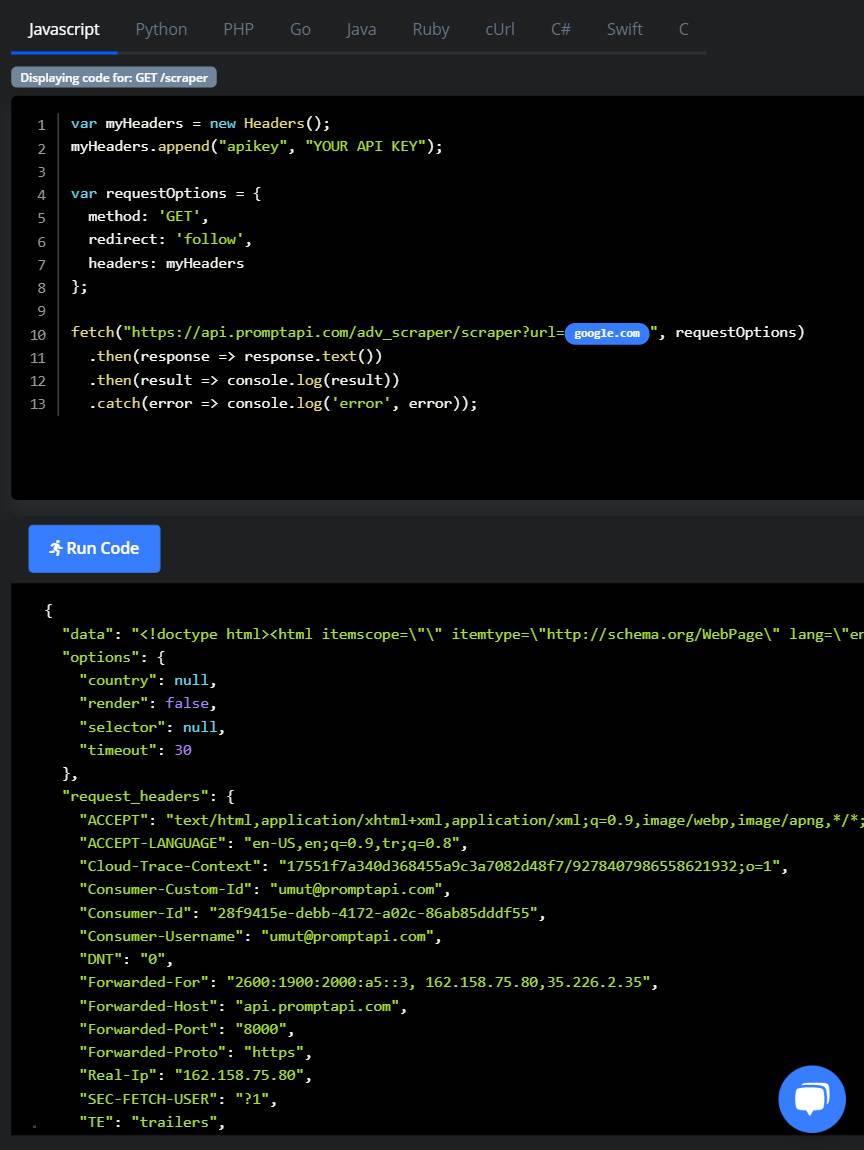 Javascript Python PHP Go Java Ruby cUrl C# Swift C
Displaying code for: GET /scraper
1 var myHeaders = new Headers();
2 myHeaders.append("apikey", "YOUR API KEY");
3
4 var requestOptions = {
5   method: 'GET',
6   redirect: 'follow',
7   headers: myHeaders
8 };
9
10 fetch("https://api.promptapi.com/adv_scraper/scraper?url=google.com", requestOptions)
11   .then(response => response.text())
12   .then(result => console.log(result))
13   .catch(error => console.log('error', error));
Run Code
{
  "data": "<!doctype html><html itemscope=\"\" itemtype=\"http://schema.org/WebPage\" lang=\"en
  "options": {
    "country": null,
    "render": false,
    "selector": null,
    "timeout": 30
  },
  "request_headers": {
    "ACCEPT": "text/html,application/xhtml+xml,application/xml;q=0.9,image/webp,image/apng,*/*;
    "ACCEPT-LANGUAGE": "en-US,en;q=0.9,tr;q=0.8",
    "Cloud-Trace-Context": "17551f7a340d368455a9c3a7082d48f7/9278407986558621932;o=1",
    "Consumer-Custom-Id": "umut@promptapi.com",
    "Consumer-Id": "28f9415e-debb-4172-a02c-86ab85dddf55",
    "Consumer-Username": "umut@promptapi.com",
    "DNT": "0",
    "Forwarded-For": "2600:1900:2000:a5::3, 162.158.75.80,35.226.2.35",
    "Forwarded-Host": "api.promptapi.com",
    "Forwarded-Port": "8000",
    "Forwarded-Proto": "https",
    "Real-Ip": "162.158.75.80",
    "SEC-FETCH-USER": "?1",
    "TE": "trailers",